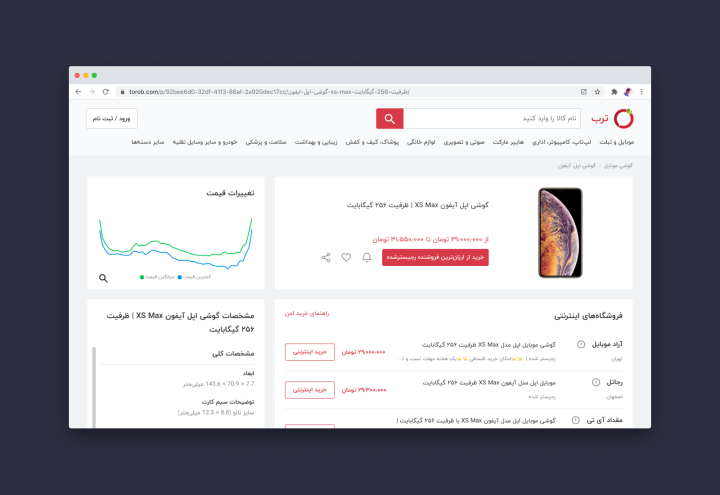 torob.com/p/92bee6d0-32df-41f3-86af-2a920dec17cc/گوشی-اپل-ایفون-xs-max-ظرفیت-256-گیگابایت/
ترب
نام کالا را وارد کنید
ورود / ثبت نام
موبایل و تبلت لپ‌تاپ، کامپیوتر، اداری هایپر مارکت صوتی و تصویری لوازم خانگی پوشاک، کیف و کفش زیبایی و بهداشت سلامت و پزشکی خودرو و سایر وسایل نقلیه سایر دسته‌ها
گوشی موبایل - گوشی اپل آیفون
گوشی اپل آیفون XS Max | ظرفیت ۲۵۶ گیگابایت
از ۲۹٫۰۰۰٫۰۰۰ تومان تا ۳۱٫۵۵۰٫۰۰۰ تومان
خرید از ارزان‌ترین فروشنده رجیسترشده
تغییرات قیمت
کمترین قیمت میانگین قیمت
فروشگاه‌های اینترنتی
راهنمای خرید امن
آراد موبایل
تهران
گوشی موبایل اپل مدل XS Max ظرفیت ۲۵۶ گیگابایت
رجیستر شده | امکان خرید اقساطی یک هفته مهلت تست و ...
۲۹٫۰۰۰٫۰۰۰ تومان
خرید اینترنتی
رجائل
اصفهان
موبایل اپل مدل آیفون XS Max ظرفیت ۲۵۶ گیگابایت
رجیستر شده
۲۹٫۳۰۰٫۰۰۰ تومان
خرید اینترنتی
مقداد آی تی
گوشی موبایل اپل مدل آیفون XS Max با ظرفیت ۲۵۶ گیگابایت |
مشخصات گوشی اپل آیفون XS Max | ظرفیت
۲۵۶ گیگابایت
مشخصات کلی
ابعاد
7.7 × 70.9 × 143.6 میلی‌متر
توضیحات سیم کارت
سایز نانو (8.8 × 12.3 میلی‌متر)